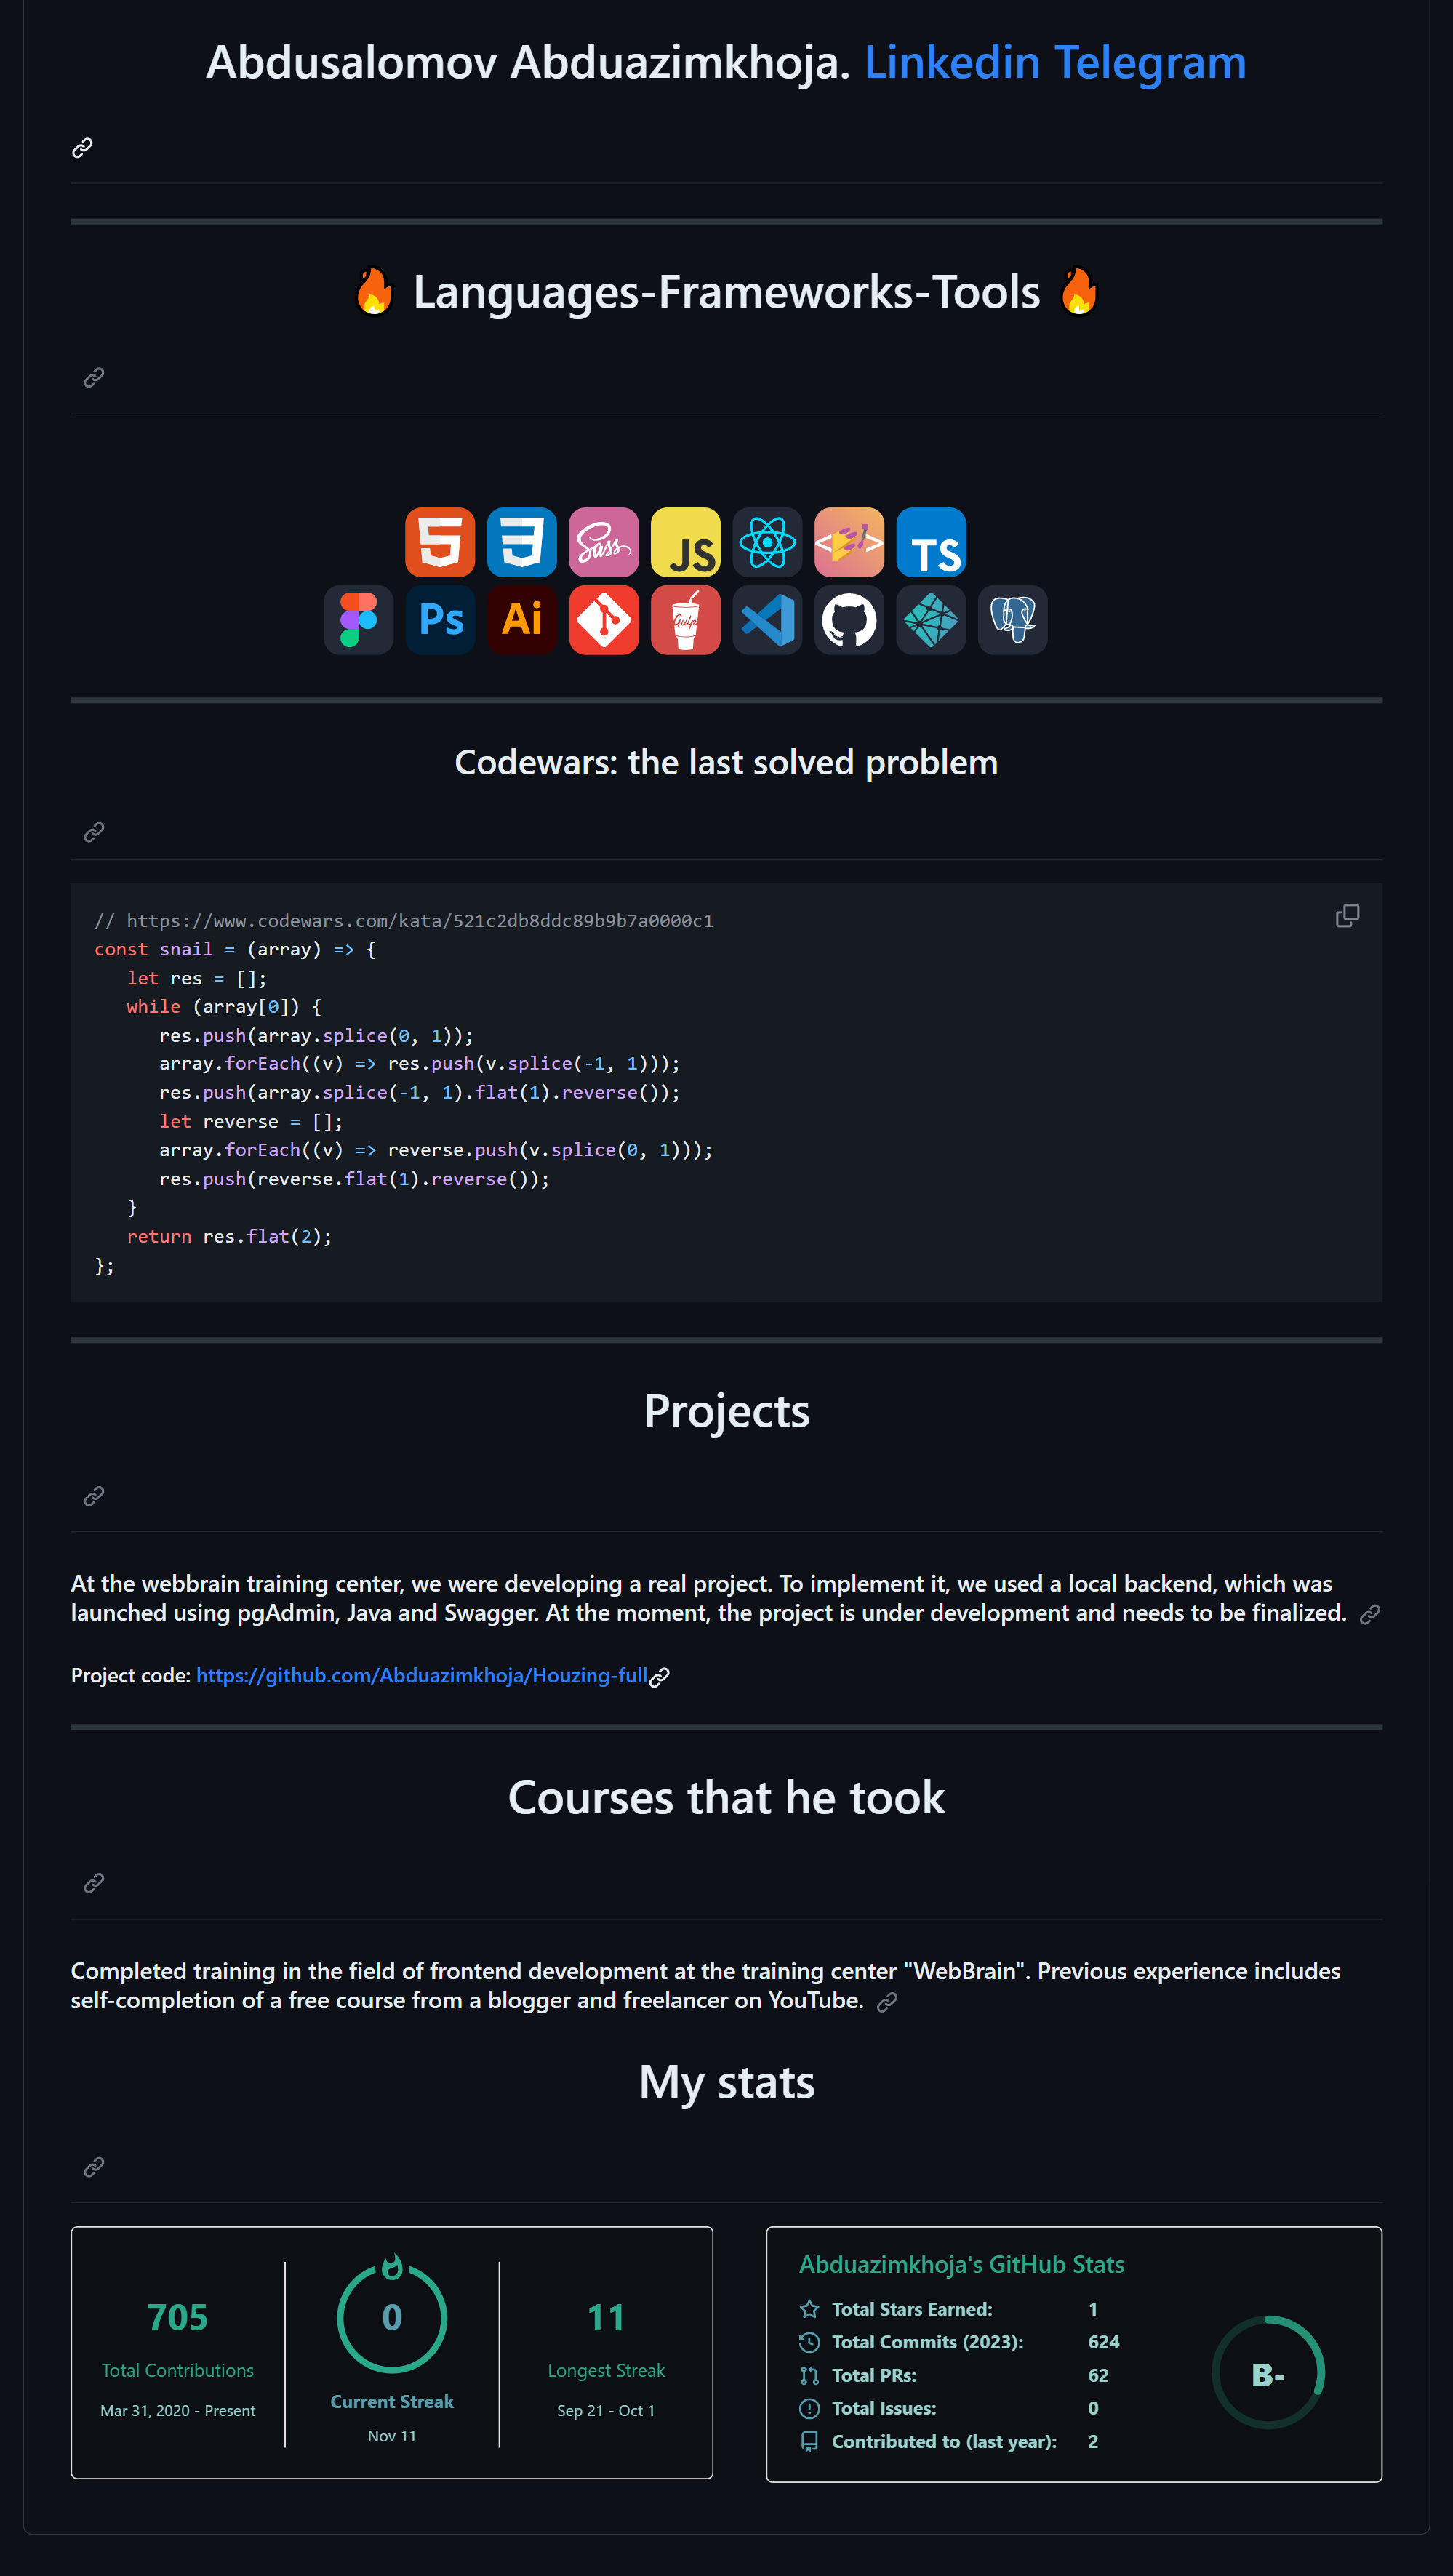 Abdusalomov Abduazimkhoja. Linkedin Telegram
🔥 Languages-Frameworks-Tools 🔥
Sass JS < > TS
Ps Ai Gulp
Codewars: the last solved problem
// https://www.codewars.com/kata/521c2db8ddc89b9b7a0000c1
const snail = (array) => {
   let res = [];
   while (array[0]) {
      res.push(array.splice(0, 1));
      array.forEach((v) => res.push(v.splice(-1, 1)));
      res.push(array.splice(-1, 1).flat(1).reverse());
      let reverse = [];
      array.forEach((v) => reverse.push(v.splice(0, 1)));
      res.push(reverse.flat(1).reverse());
   }
   return res.flat(2);
};
Projects
At the webbrain training center, we were developing a real project. To implement it, we used a local backend, which was
launched using pgAdmin, Java and Swagger. At the moment, the project is under development and needs to be finalized.
Project code: https://github.com/Abduazimkhoja/Houzing-full
Courses that he took
Completed training in the field of frontend development at the training center "WebBrain". Previous experience includes
self-completion of a free course from a blogger and freelancer on YouTube.
My stats
705
Total Contributions
Mar 31, 2020 - Present
0
Current Streak
Nov 11
11
Longest Streak
Sep 21 - Oct 1
Abduazimkhoja's GitHub Stats
Total Stars Earned: 1
Total Commits (2023): 624
Total PRs: 62
Total Issues: 0
Contributed to (last year): 2
B-